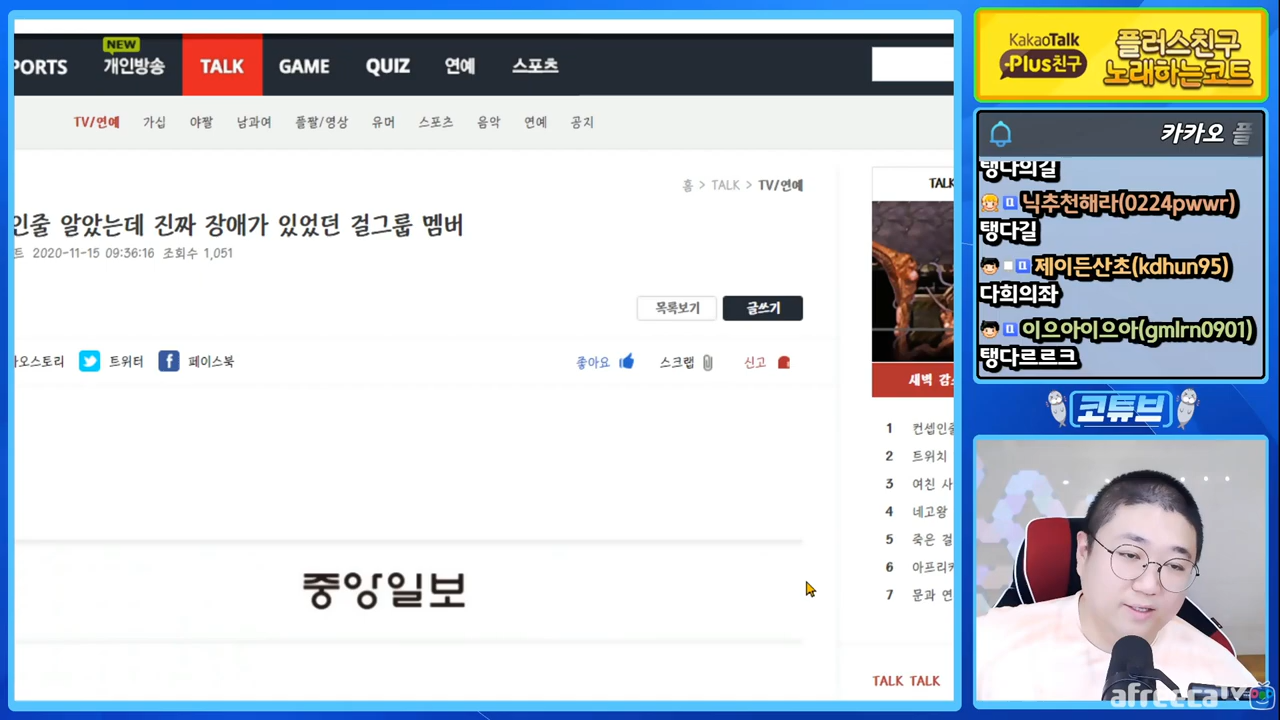 PORTS
NEW
개인방송
TALK
GAME
QUIZ
연예
스포츠
TV/연예
가십
야짤
남과여
플짤/영상
유머
스포츠
음악
연예
공지
홈 > TALK > TV/연예
인줄 알았는데 진짜 장애가 있었던 걸그룹 멤버
트 2020-11-15 09:36:16 조회수 1,051
목록보기
글쓰기
오스토리
트위터
페이스북
좋아요
스크랩
신고
중앙일보
TALK
새벽 감
1 컨셉인줄
2 트위치
3 여친 사
4 네고왕
5 죽은 걸
6 아프리카
7 문과 연
TALK TALK
KakaoTalk
Plus친구
플러스친구
노래하는코트
카카오 플
탱다의길
닉추천해라(0224pwwr)
탱다길
제이든산초(kdhun95)
다희의좌
이으아이으아(gmlrn0901)
탱다르르크
코튜브
afreecaTV